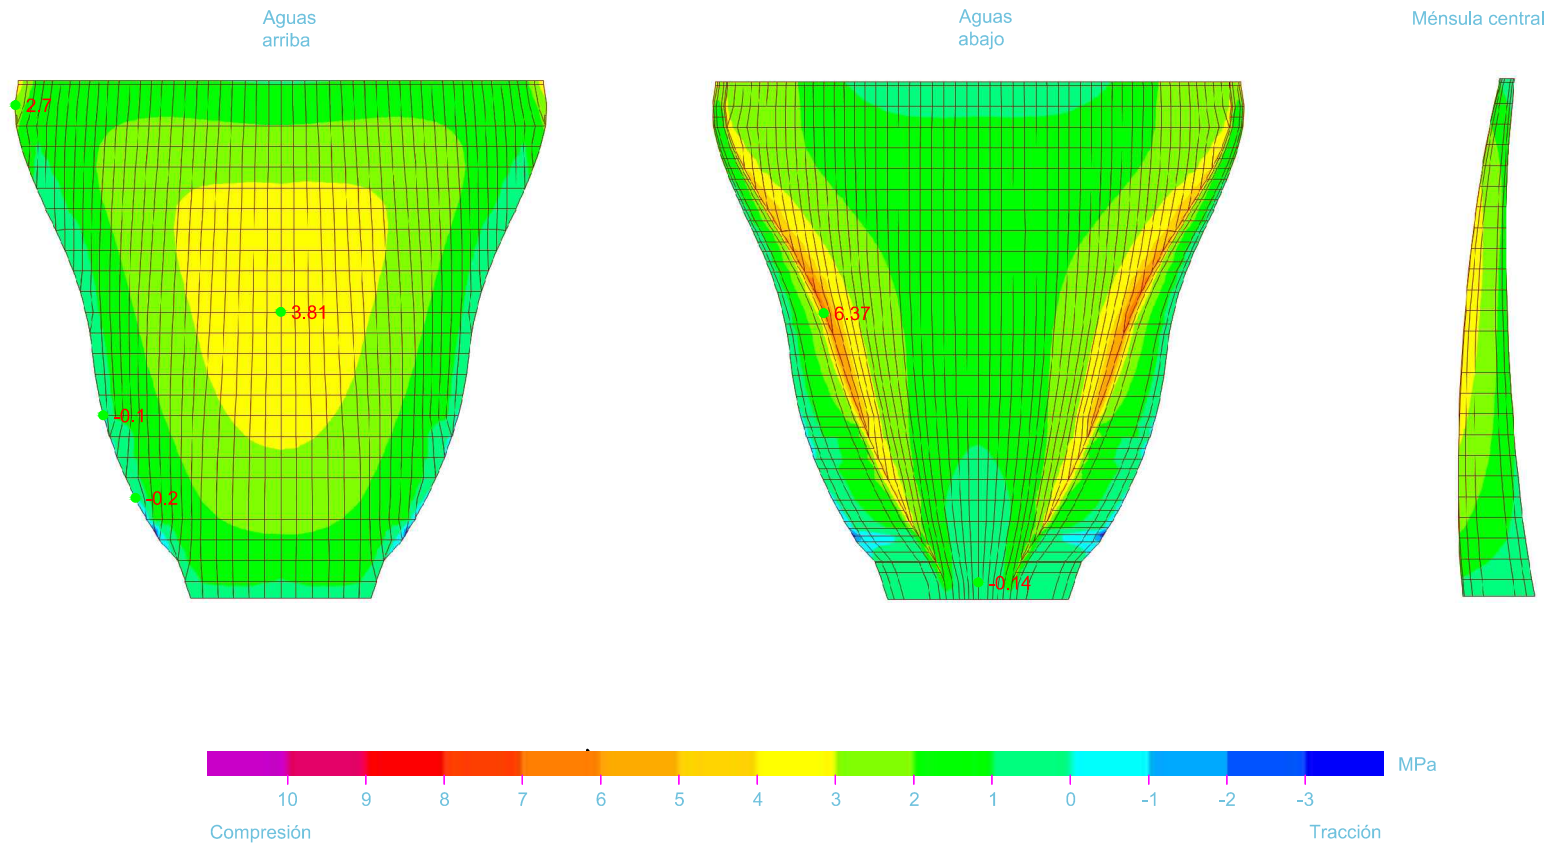 Aguas
arriba
Aguas
abajo
Ménsula central
2.7
3.81
6.37
-0.1
-0.2
-0.14
MPa
10 9 8 7 6 5 4 3 2 1 0 -1 -2 -3
Compresión
Tracción